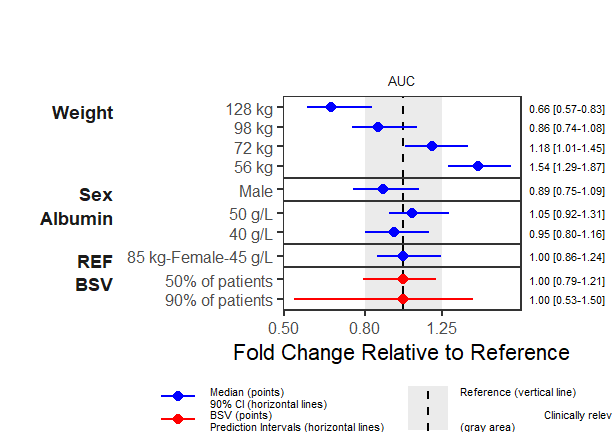 AUC
Weight
128 kg
0.66 [0.57-0.83]
98 kg
0.86 [0.74-1.08]
72 kg
1.18 [1.01-1.45]
56 kg
1.54 [1.29-1.87]
Sex
Male
0.89 [0.75-1.09]
Albumin
50 g/L
1.05 [0.92-1.31]
40 g/L
0.95 [0.80-1.16]
REF
85 kg-Female-45 g/L
1.00 [0.86-1.24]
BSV
50% of patients
1.00 [0.79-1.21]
90% of patients
1.00 [0.53-1.50]
0.50 0.80 1.25
Fold Change Relative to Reference
Median (points)
90% CI (horizontal lines)
BSV (points)
Prediction Intervals (horizontal lines)
Reference (vertical line)
Clinically relev
(gray area)